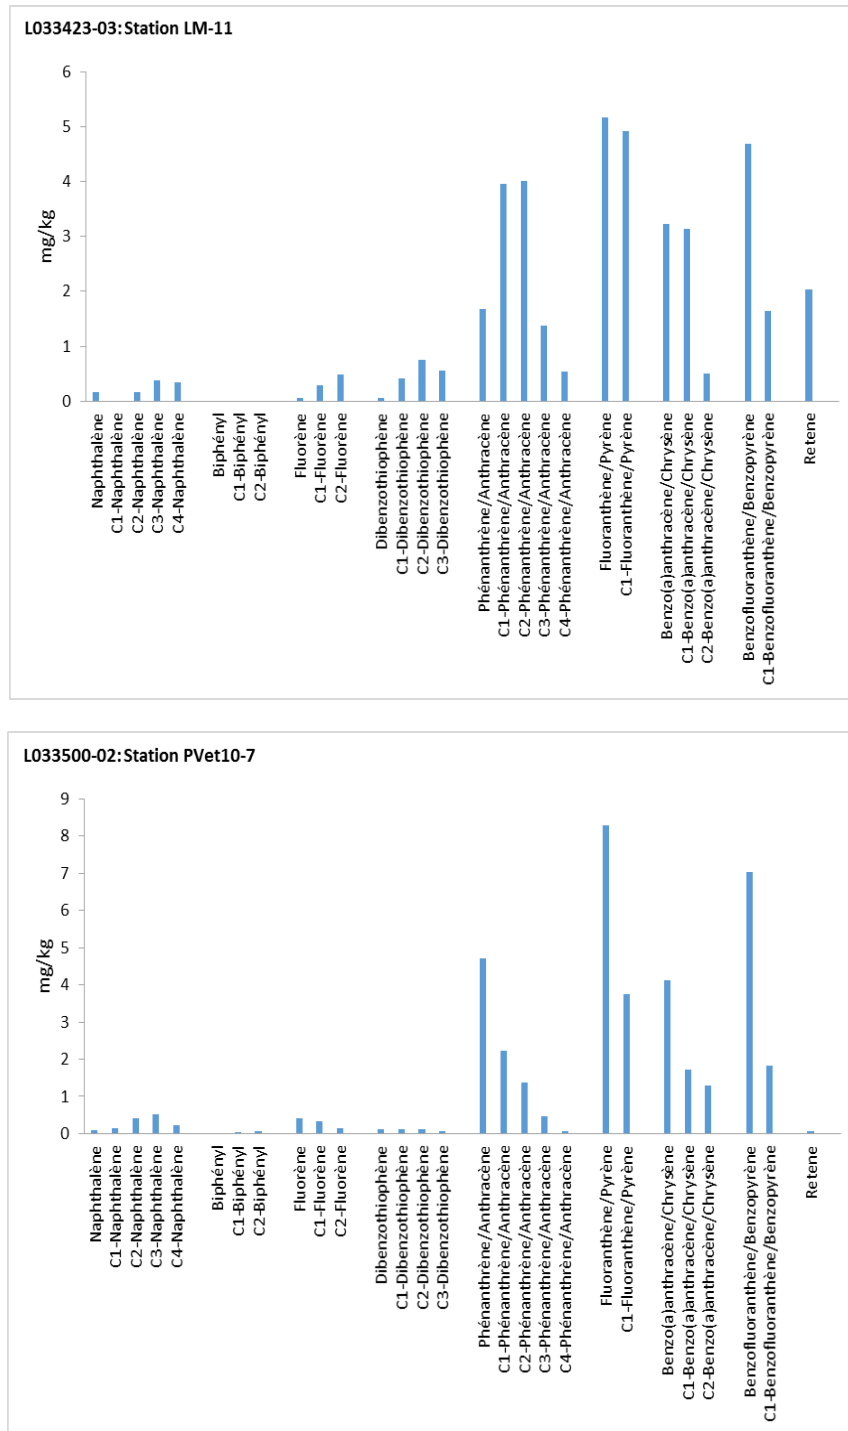 L033423-03: Station LM-11
6
5
4
3
2
1
0
mg/kg
Naphthalène
C1-Naphthalène
C2-Naphthalène
C3-Naphthalène
C4-Naphthalène
Biphényl
C1-Biphényl
C2-Biphényl
Fluorène
C1-Fluorène
C2-Fluorène
Dibenzothiophène
C1-Dibenzothiophène
C2-Dibenzothiophène
C3-Dibenzothiophène
Phénanthrène/Anthracène
C1-Phénanthrène/Anthracène
C2-Phénanthrène/Anthracène
C3-Phénanthrène/Anthracène
C4-Phénanthrène/Anthracène
Fluoranthène/Pyrène
C1-Fluoranthène/Pyrène
Benzo(a)anthracène/Chrysène
C1-Benzo(a)anthracène/Chrysène
C2-Benzo(a)anthracène/Chrysène
Benzofluoranthène/Benzopyrène
C1-Benzofluoranthène/Benzopyrène
Retene
L033500-02: Station PVet10-7
9
8
7
6
5
4
3
2
1
0
mg/kg
Naphthalène
C1-Naphthalène
C2-Naphthalène
C3-Naphthalène
C4-Naphthalène
Biphényl
C1-Biphényl
C2-Biphényl
Fluorène
C1-Fluorène
C2-Fluorène
Dibenzothiophène
C1-Dibenzothiophène
C2-Dibenzothiophène
C3-Dibenzothiophène
Phénanthrène/Anthracène
C1-Phénanthrène/Anthracène
C2-Phénanthrène/Anthracène
C3-Phénanthrène/Anthracène
C4-Phénanthrène/Anthracène
Fluoranthène/Pyrène
C1-Fluoranthène/Pyrène
Benzo(a)anthracène/Chrysène
C1-Benzo(a)anthracène/Chrysène
C2-Benzo(a)anthracène/Chrysène
Benzofluoranthène/Benzopyrène
C1-Benzofluoranthène/Benzopyrène
Retene